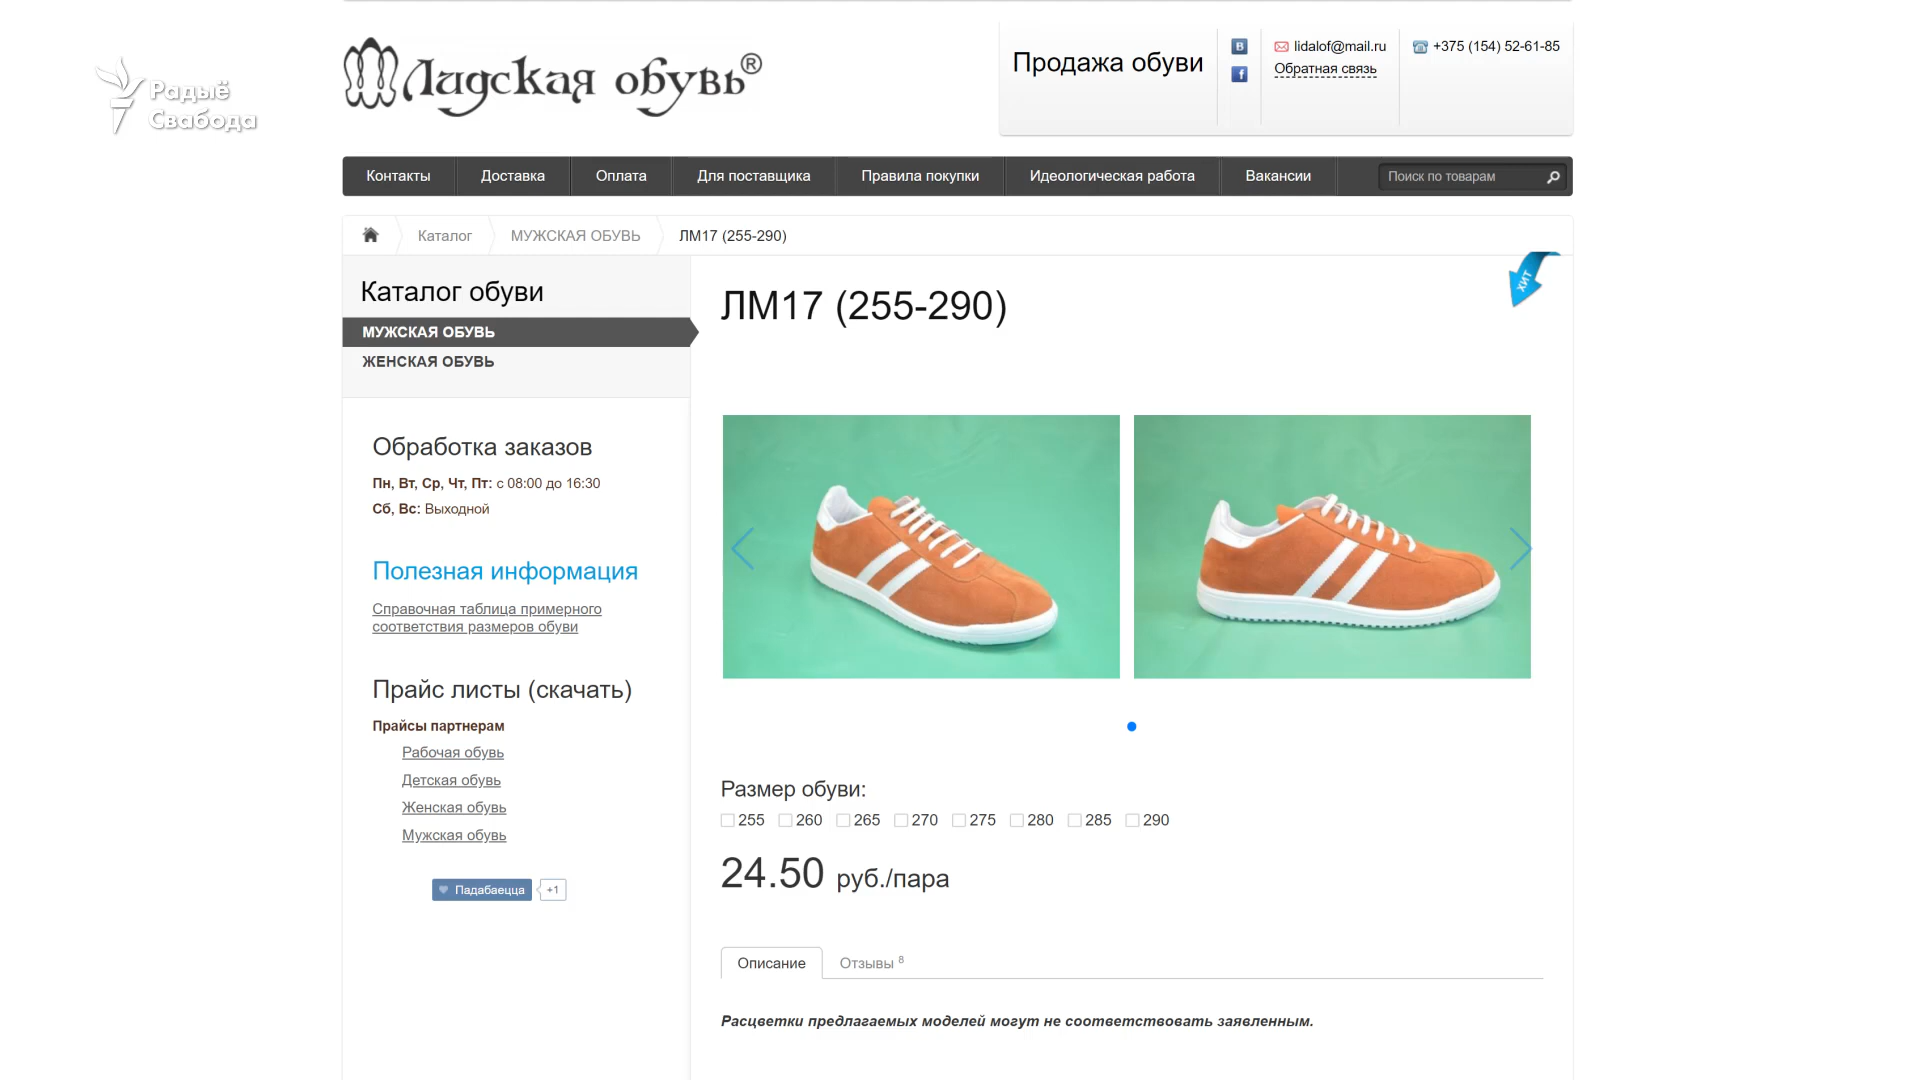 Радыё
Свабода
Лидская обувь®
Продажа обуви
lidalof@mail.ru
Обратная связь
+375 (154) 52-61-85
Контакты
Доставка
Оплата
Для поставщика
Правила покупки
Идеологическая работа
Вакансии
Поиск по товарам
Каталог
МУЖСКАЯ ОБУВЬ
ЛМ17 (255-290)
Каталог обуви
МУЖСКАЯ ОБУВЬ
ЖЕНСКАЯ ОБУВЬ
Обработка заказов
Пн, Вт, Ср, Чт, Пт: с 08:00 до 16:30
Сб, Вс: Выходной
Полезная информация
Справочная таблица примерного
соответствия размеров обуви
Прайс листы (скачать)
Прайсы партнерам
Рабочая обувь
Детская обувь
Женская обувь
Мужская обувь
Падабаецца +1
ХИТ
ЛМ17 (255-290)
Размер обуви:
255 260 265 270 275 280 285 290
24.50 руб./пара
Описание
Отзывы 8
Расцветки предлагаемых моделей могут не соответствовать заявленным.